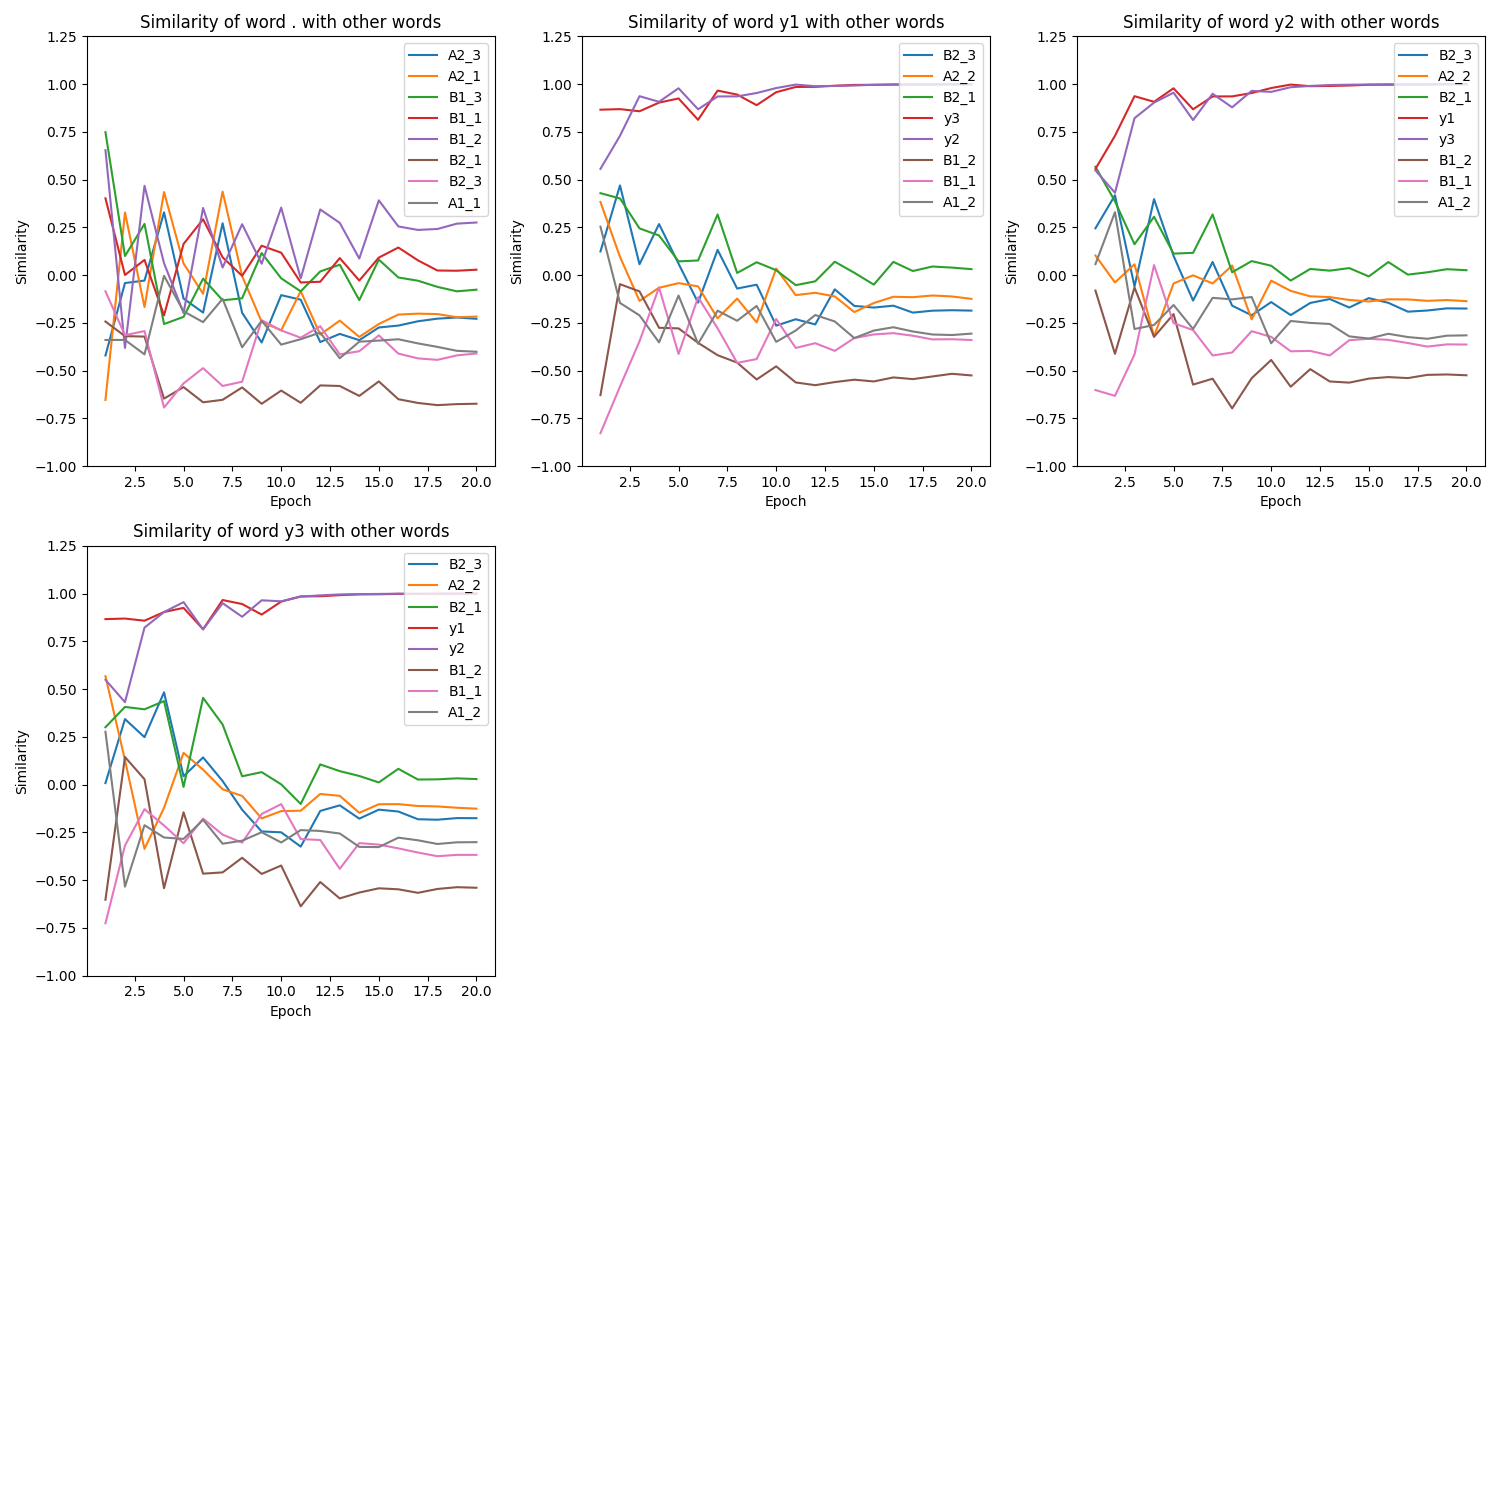 Similarity of word . with other words
1.25
1.00
0.75
0.50
0.25
0.00
−0.25
−0.50
−0.75
−1.00
Similarity
2.5 5.0 7.5 10.0 12.5 15.0 17.5 20.0
Epoch
A2_3
A2_1
B1_3
B1_1
B1_2
B2_1
B2_3
A1_1
Similarity of word y1 with other words
1.25
1.00
0.75
0.50
0.25
0.00
−0.25
−0.50
−0.75
−1.00
Similarity
2.5 5.0 7.5 10.0 12.5 15.0 17.5 20.0
Epoch
B2_3
A2_2
B2_1
y3
y2
B1_2
B1_1
A1_2
Similarity of word y2 with other words
1.25
1.00
0.75
0.50
0.25
0.00
−0.25
−0.50
−0.75
−1.00
Similarity
2.5 5.0 7.5 10.0 12.5 15.0 17.5 20.0
Epoch
B2_3
A2_2
B2_1
y1
y3
B1_2
B1_1
A1_2
Similarity of word y3 with other words
1.25
1.00
0.75
0.50
0.25
0.00
−0.25
−0.50
−0.75
−1.00
Similarity
2.5 5.0 7.5 10.0 12.5 15.0 17.5 20.0
Epoch
B2_3
A2_2
B2_1
y1
y2
B1_2
B1_1
A1_2